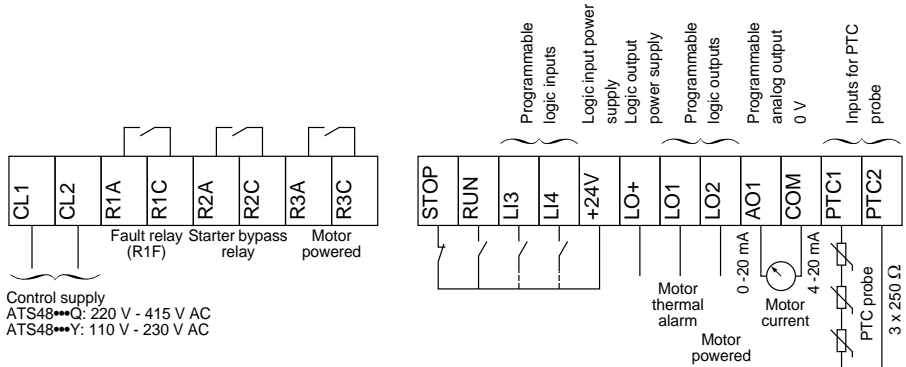 Programmable
logic inputs
Logic input power
supply
Logic output
power supply
Programmable
logic outputs
Programmable
analog output
0 V
Inputs for PTC
probe
CL1
CL2
R1A
R1C
R2A
R2C
R3A
R3C
STOP
RUN
LI3
LI4
+24V
LO+
LO1
LO2
AO1
COM
PTC1
PTC2
Fault relay
(R1F)
Starter bypass
relay
Motor
powered
Control supply
ATS48•••Q: 220 V - 415 V AC
ATS48•••Y: 110 V - 230 V AC
Motor
thermal
alarm
Motor
powered
0 -20 mA
4 -20 mA
Motor
current
PTC probe
3 x 250 Ω